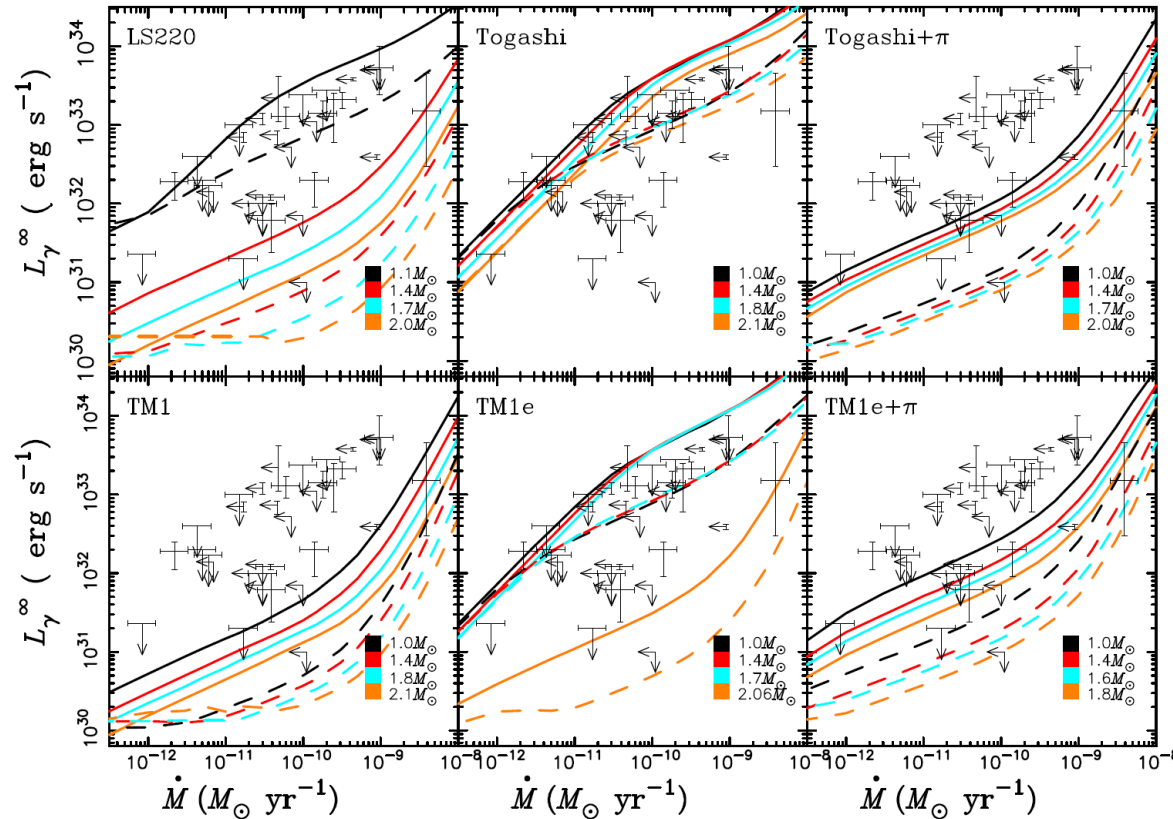 LS220
Togashi
Togashi+π
10^34
10^33
10^32
10^31
10^30
L_γ^∞ ( erg s^−1)
1.1M_⊙
1.4M_⊙
1.7M_⊙
2.0M_⊙
1.0M_⊙
1.4M_⊙
1.8M_⊙
2.1M_⊙
1.0M_⊙
1.4M_⊙
1.7M_⊙
2.0M_⊙
TM1
TM1e
TM1e+π
10^34
10^33
10^32
10^31
10^30
L_γ^∞ ( erg s^−1)
1.0M_⊙
1.4M_⊙
1.8M_⊙
2.1M_⊙
1.0M_⊙
1.4M_⊙
1.7M_⊙
2.06M_⊙
1.0M_⊙
1.4M_⊙
1.6M_⊙
1.8M_⊙
10^−12 10^−11 10^−10 10^−9 10^−8 10^−12 10^−11 10^−10 10^−9 10^−8 10^−12 10^−11 10^−10 10^−9 10^−8
Ṁ (M_⊙ yr^−1) Ṁ (M_⊙ yr^−1) Ṁ (M_⊙ yr^−1)